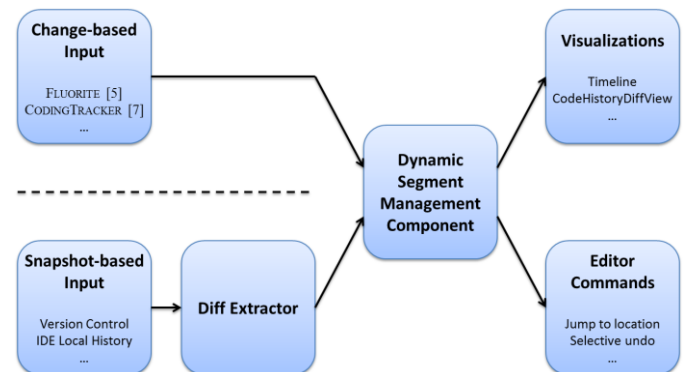 Change-based
Input
FLUORITE [5]
CODINGTRACKER [7]
...
Visualizations
Timeline
CodeHistoryDiffView
...
Dynamic
Segment
Management
Component
Snapshot-based
Input
Version Control
IDE Local History
...
Diff Extractor
Editor
Commands
Jump to location
Selective undo
...